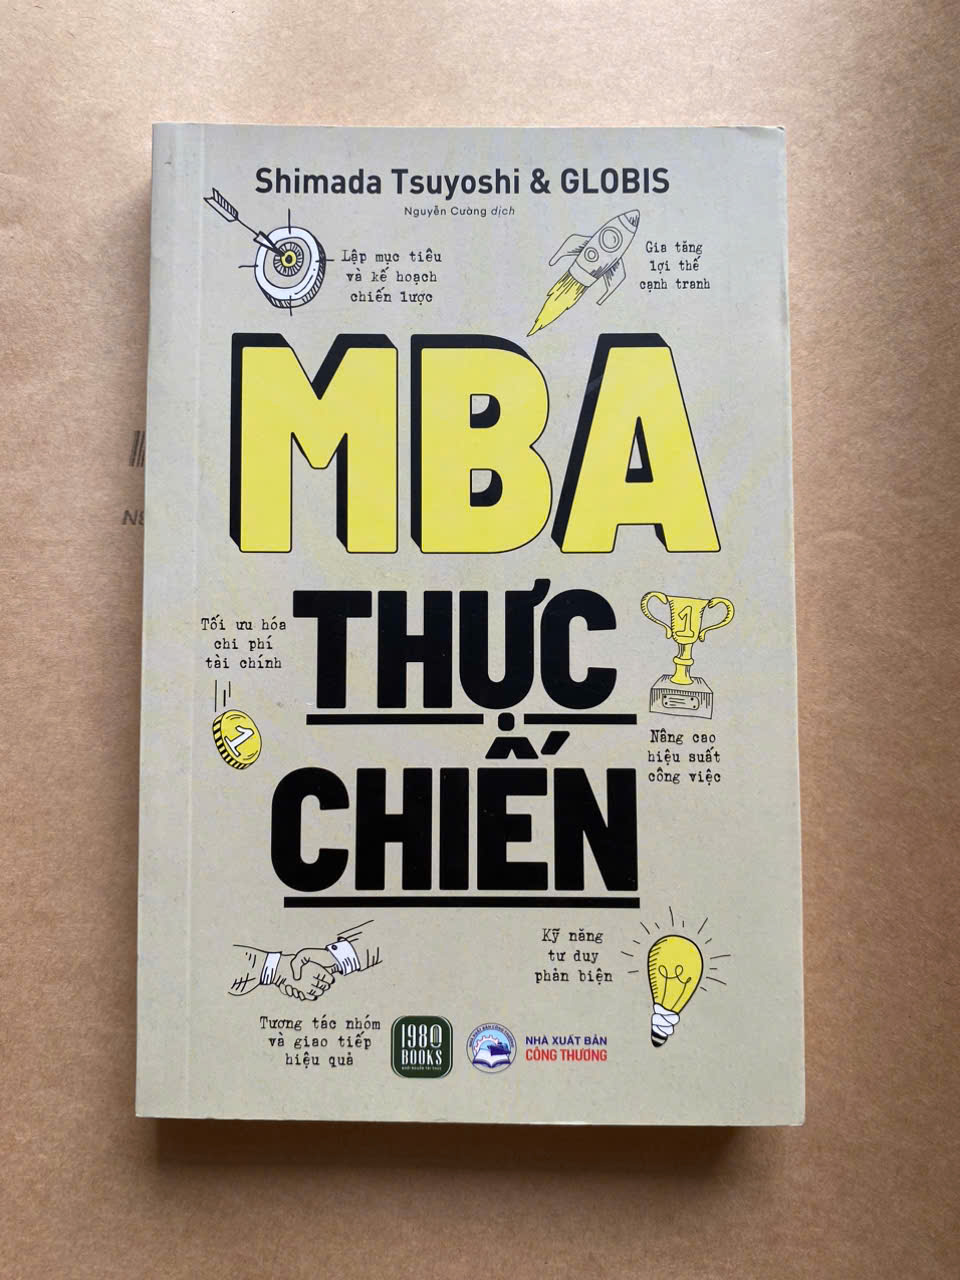 Shimada Tsuyoshi & GLOBIS
Nguyễn Cường dịch
Lập mục tiêu
và kế hoạch
chiến lược
Gia tăng
lợi thế
cạnh tranh
MBA
THỰC
CHIẾN
Tối ưu hóa
chi phí
tài chính
1
1
Nâng cao
hiệu suất
công việc
Kỹ năng
tư duy
phản biện
Tương tác nhóm
và giao tiếp
hiệu quả
1980
BOOKS
NHÀ XUẤT BẢN
CÔNG THƯƠNG